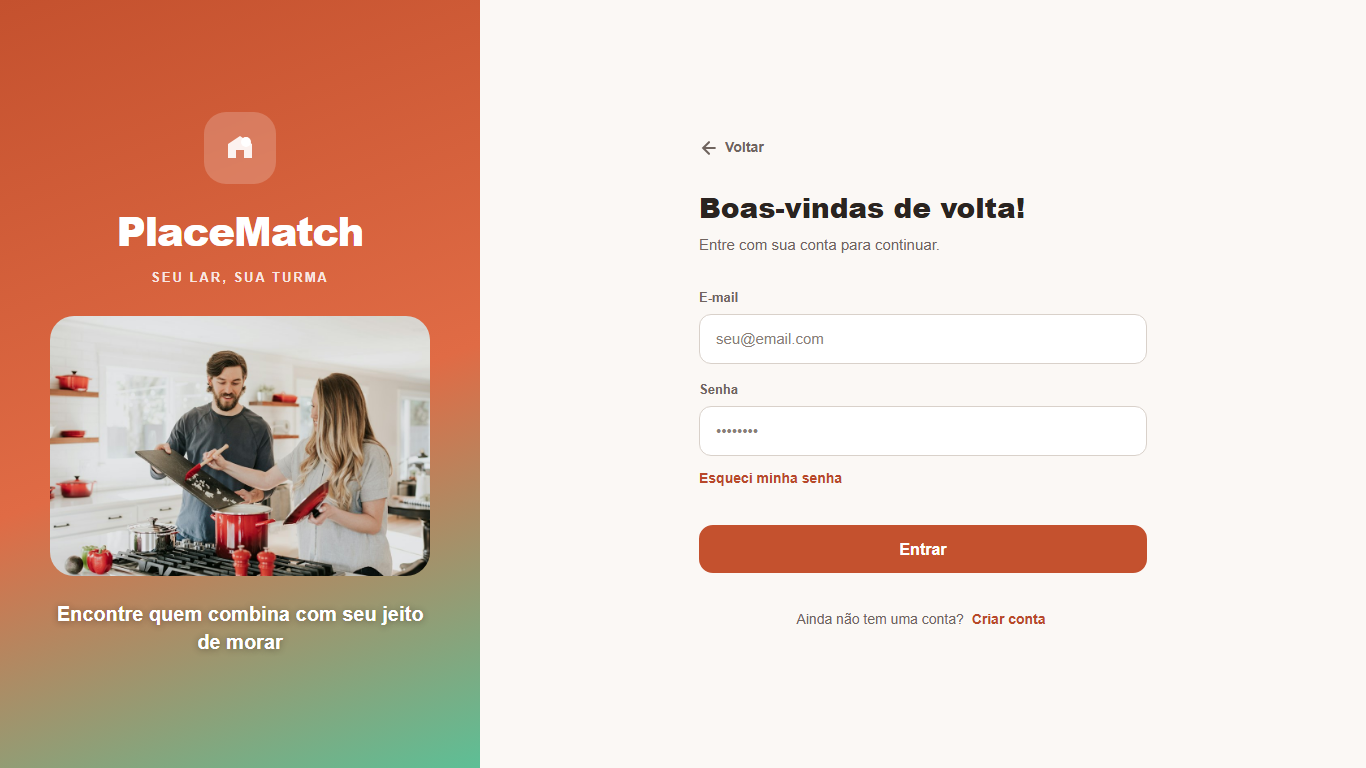 PlaceMatch
SEU LAR, SUA TURMA
Encontre quem combina com seu jeito
de morar
Voltar
Boas-vindas de volta!
Entre com sua conta para continuar.
E-mail
seu@email.com
Senha
••••••••
Esqueci minha senha
Entrar
Ainda não tem uma conta? Criar conta